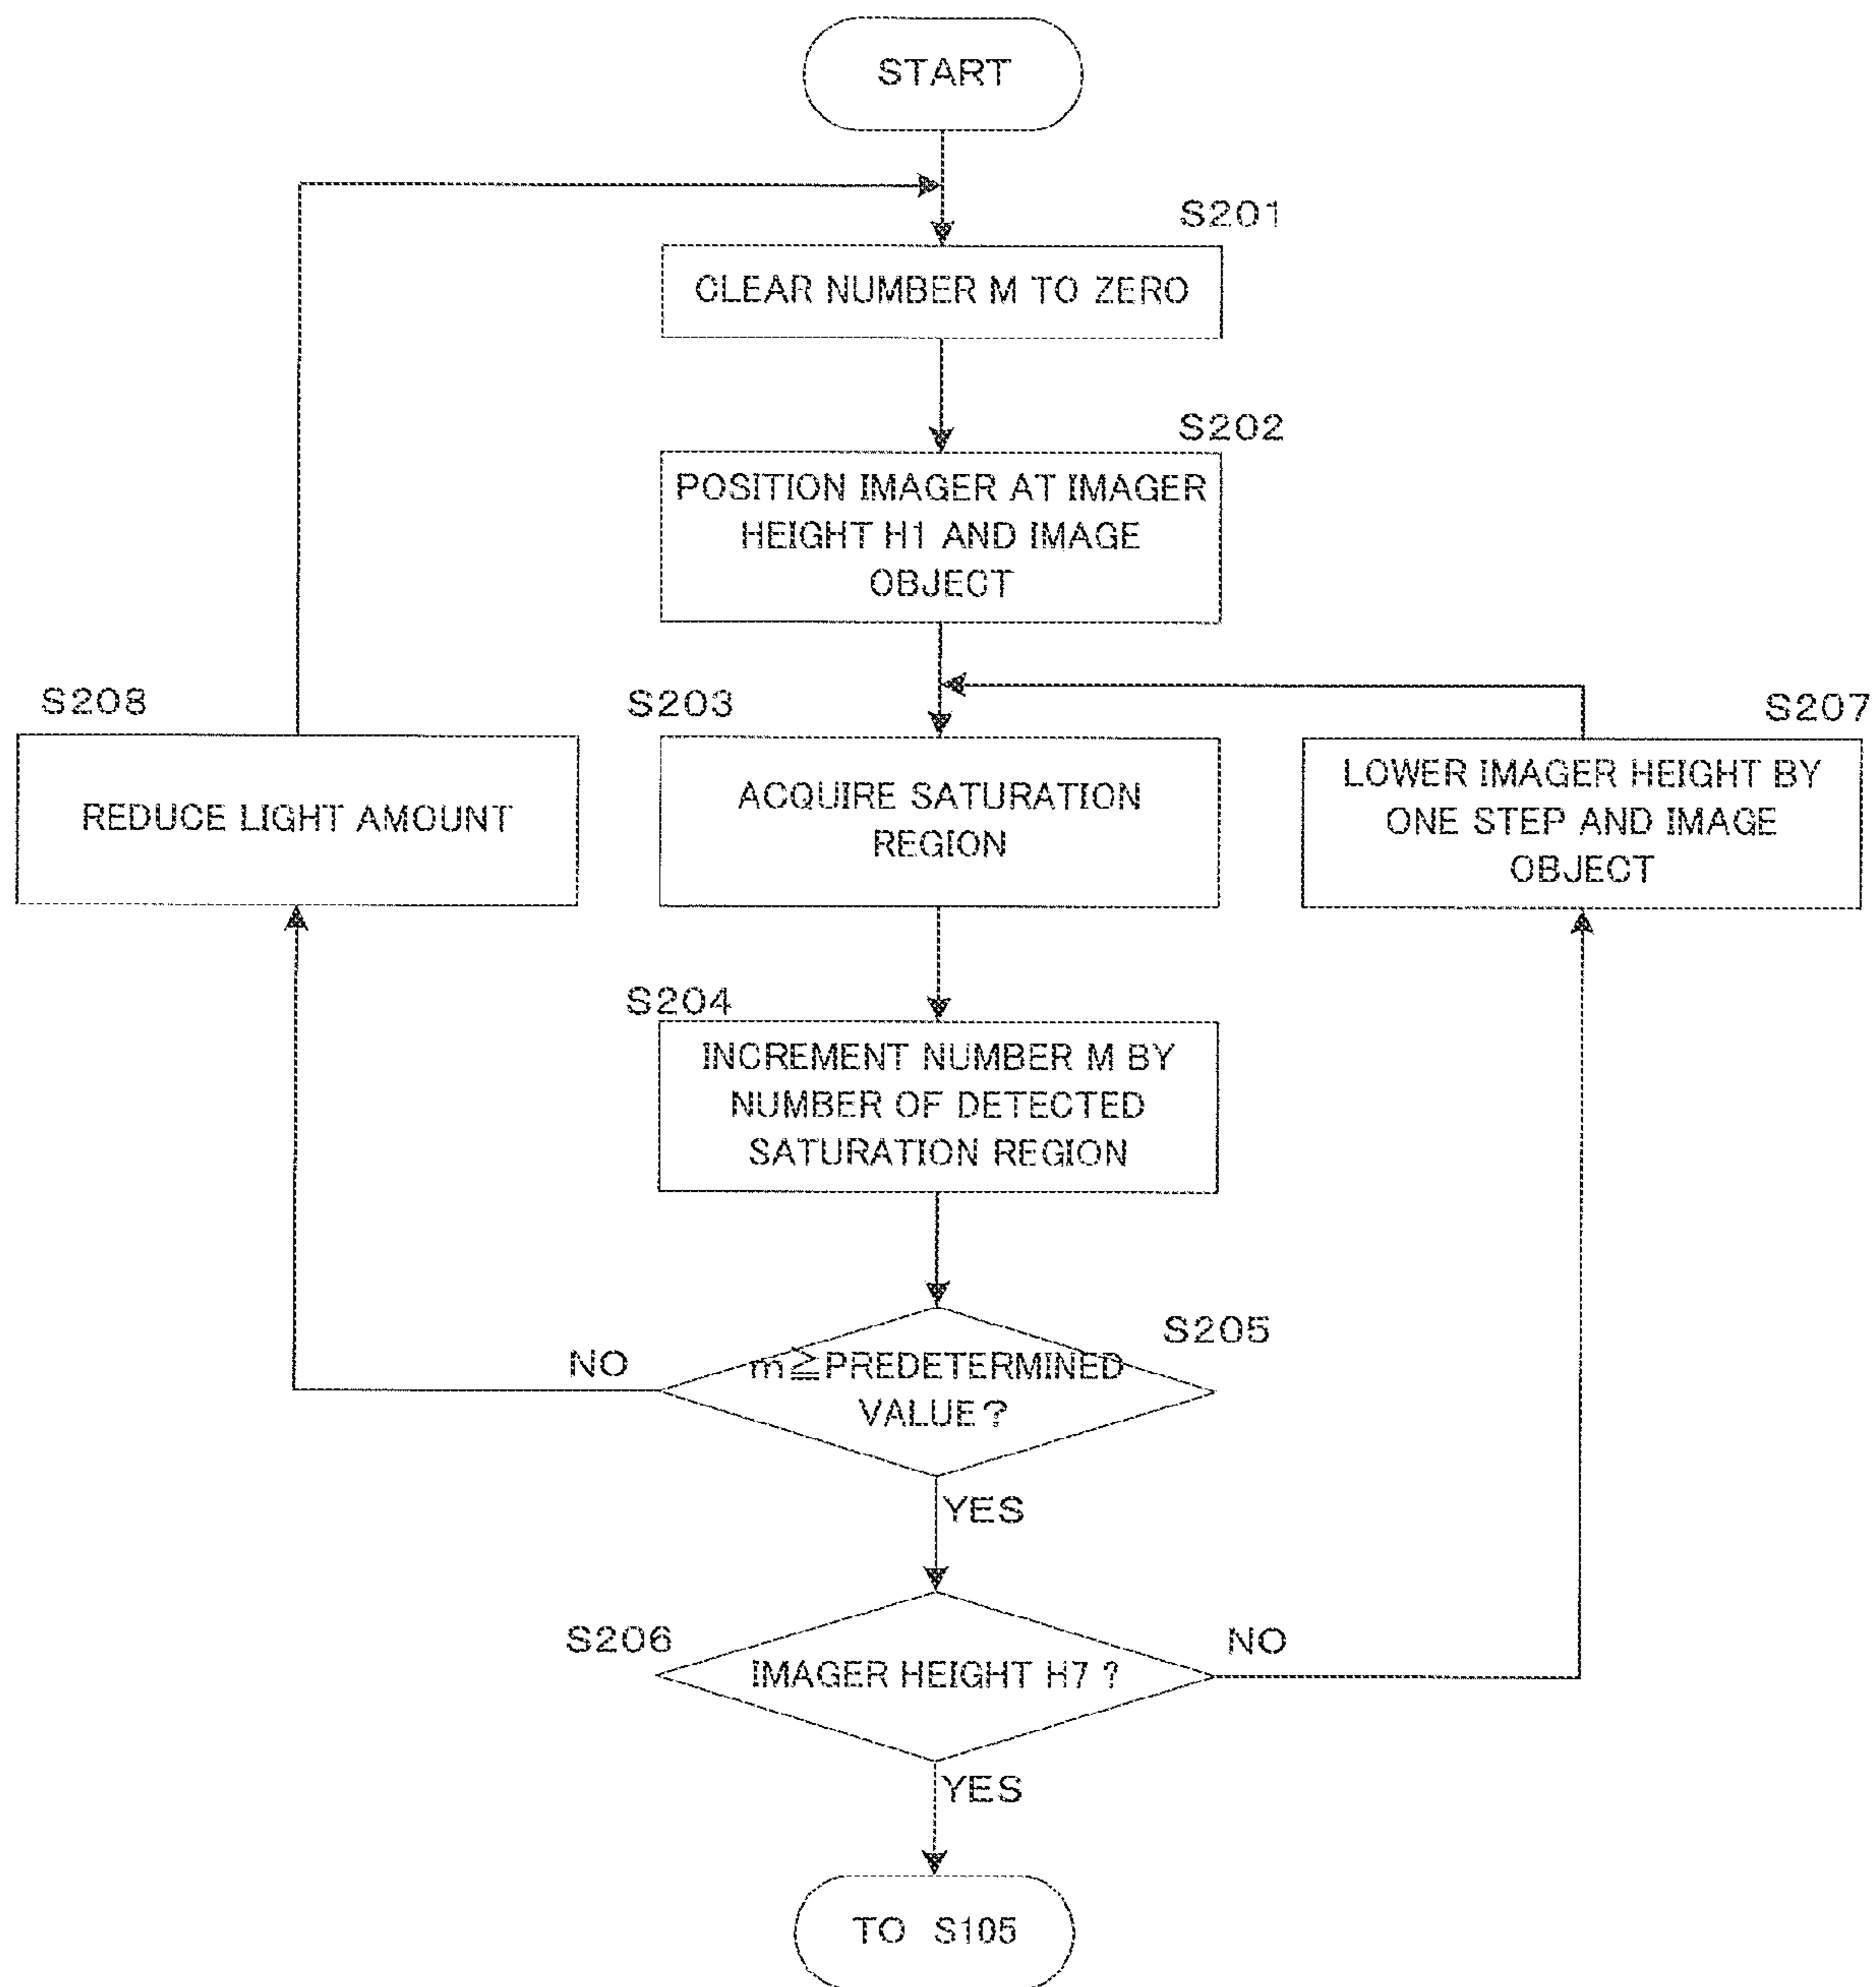 START
S201
CLEAR NUMBER M TO ZERO
S202
POSITION IMAGER AT IMAGER
HEIGHT H1 AND IMAGE
OBJECT
S208
REDUCE LIGHT AMOUNT
S203
ACQUIRE SATURATION
REGION
S207
LOWER IMAGER HEIGHT BY
ONE STEP AND IMAGE
OBJECT
S204
INCREMENT NUMBER M BY
NUMBER OF DETECTED
SATURATION REGION
S205
NO
m≧PREDETERMINED
VALUE?
YES
S206
IMAGER HEIGHT H7 ?
NO
YES
TO S105